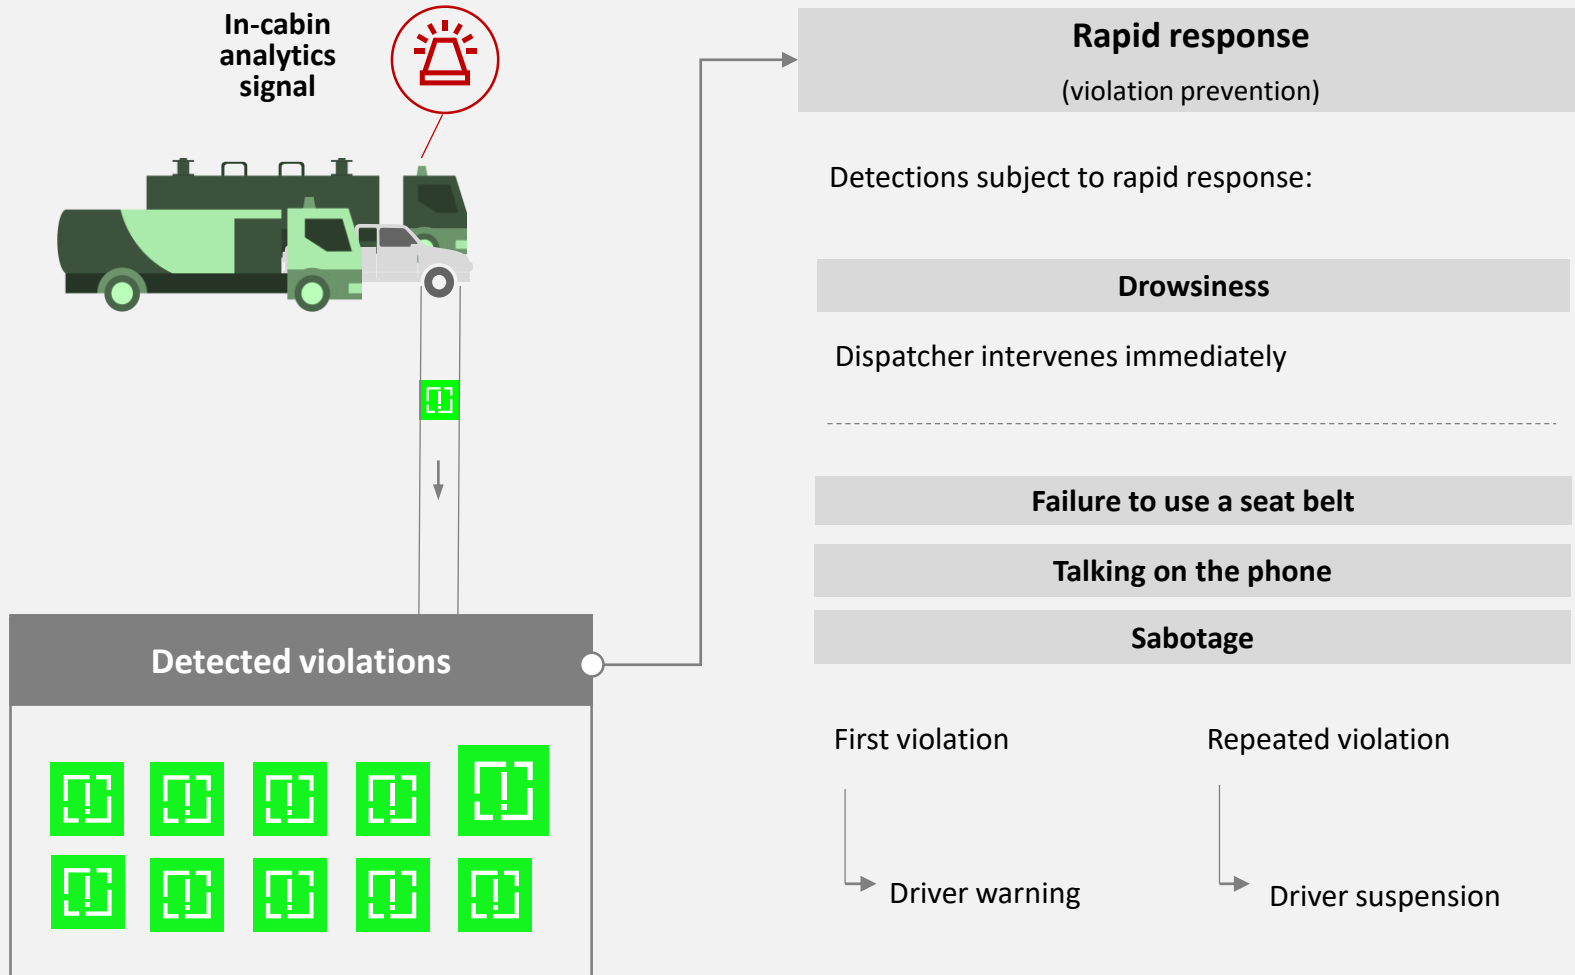 In-cabin
analytics
signal
Detected violations
Rapid response
(violation prevention)
Detections subject to rapid response:
Drowsiness
Dispatcher intervenes immediately
Failure to use a seat belt
Talking on the phone
Sabotage
First violation
Repeated violation
Driver warning
Driver suspension